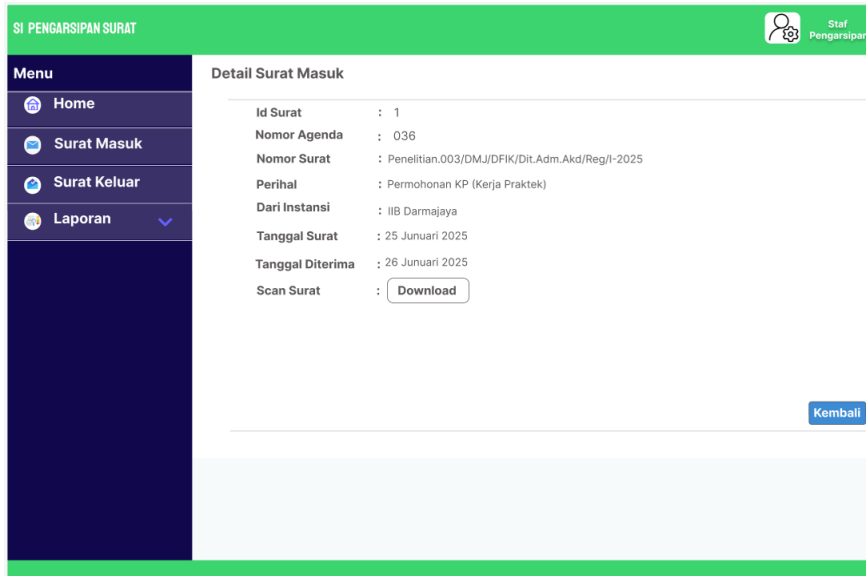 SI PENGARSIPAN SURAT
Staf
Pengarsipan
Menu
Home
Surat Masuk
Surat Keluar
Laporan
Detail Surat Masuk
Id Surat : 1
Nomor Agenda : 036
Nomor Surat : Penelitian.003/DMJ/DFIK/Dit.Adm.Akd/Reg/I-2025
Perihal : Permohonan KP (Kerja Praktek)
Dari Instansi : IIB Darmajaya
Tanggal Surat : 25 Junuari 2025
Tanggal Diterima : 26 Junuari 2025
Scan Surat : Download
Kembali